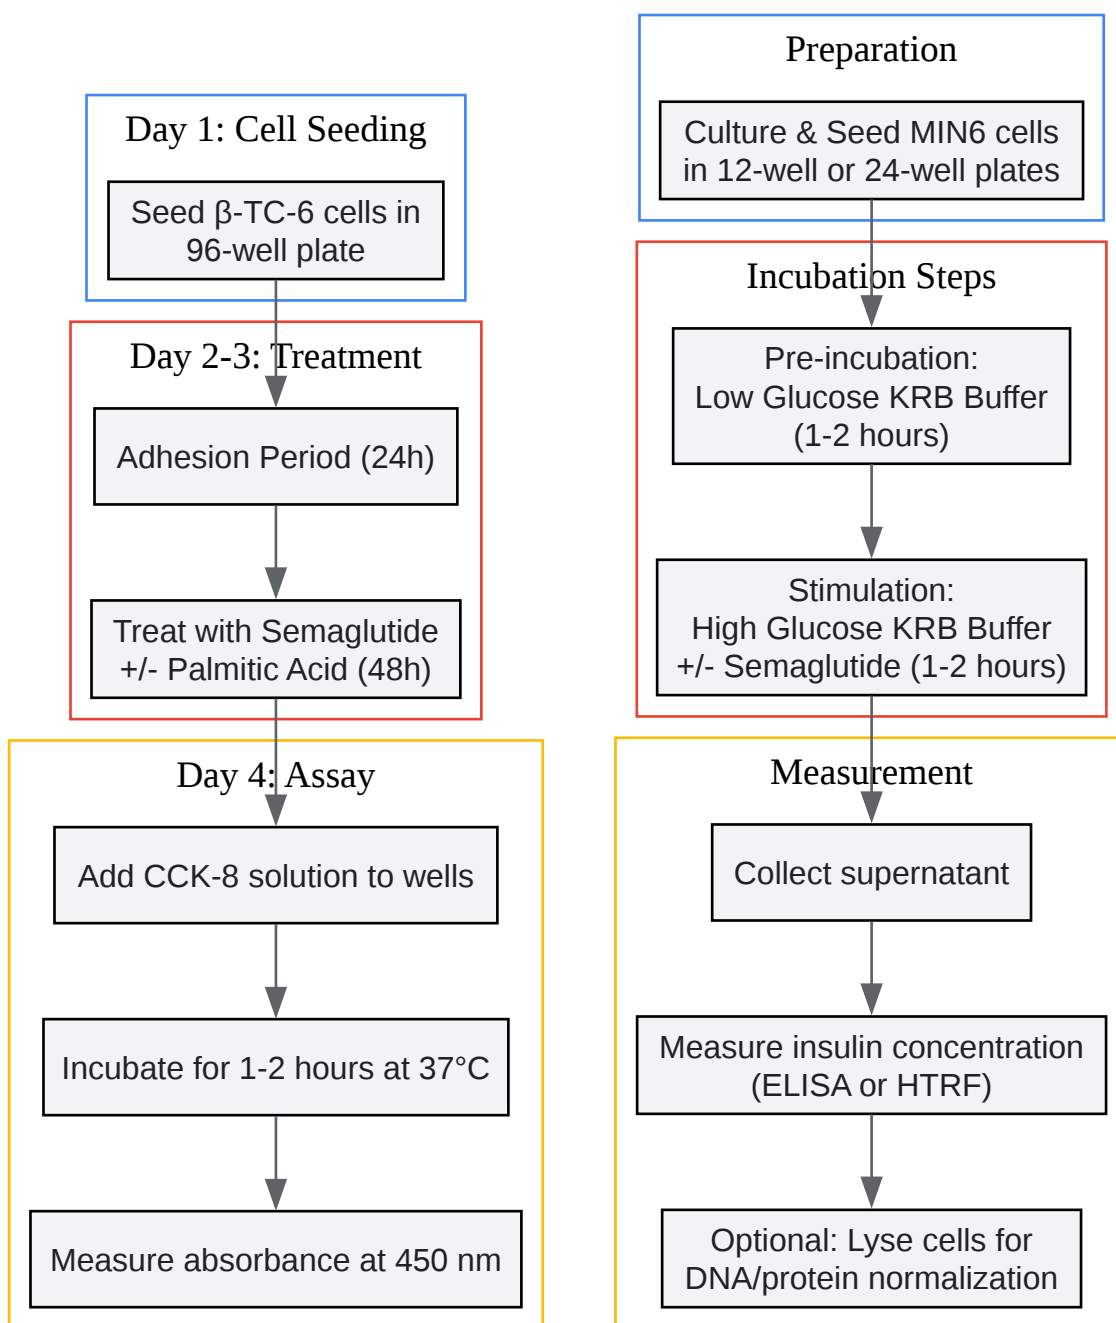 Day 1: Cell Seeding
Seed β-TC-6 cells in
96-well plate
Day 2-3: Treatment
Adhesion Period (24h)
Treat with Semaglutide
+/- Palmitic Acid (48h)
Day 4: Assay
Add CCK-8 solution to wells
Incubate for 1-2 hours at 37°C
Measure absorbance at 450 nm
Preparation
Culture & Seed MIN6 cells
in 12-well or 24-well plates
Incubation Steps
Pre-incubation:
Low Glucose KRB Buffer
(1-2 hours)
Stimulation:
High Glucose KRB Buffer
+/- Semaglutide (1-2 hours)
Measurement
Collect supernatant
Measure insulin concentration
(ELISA or HTRF)
Optional: Lyse cells for
DNA/protein normalization